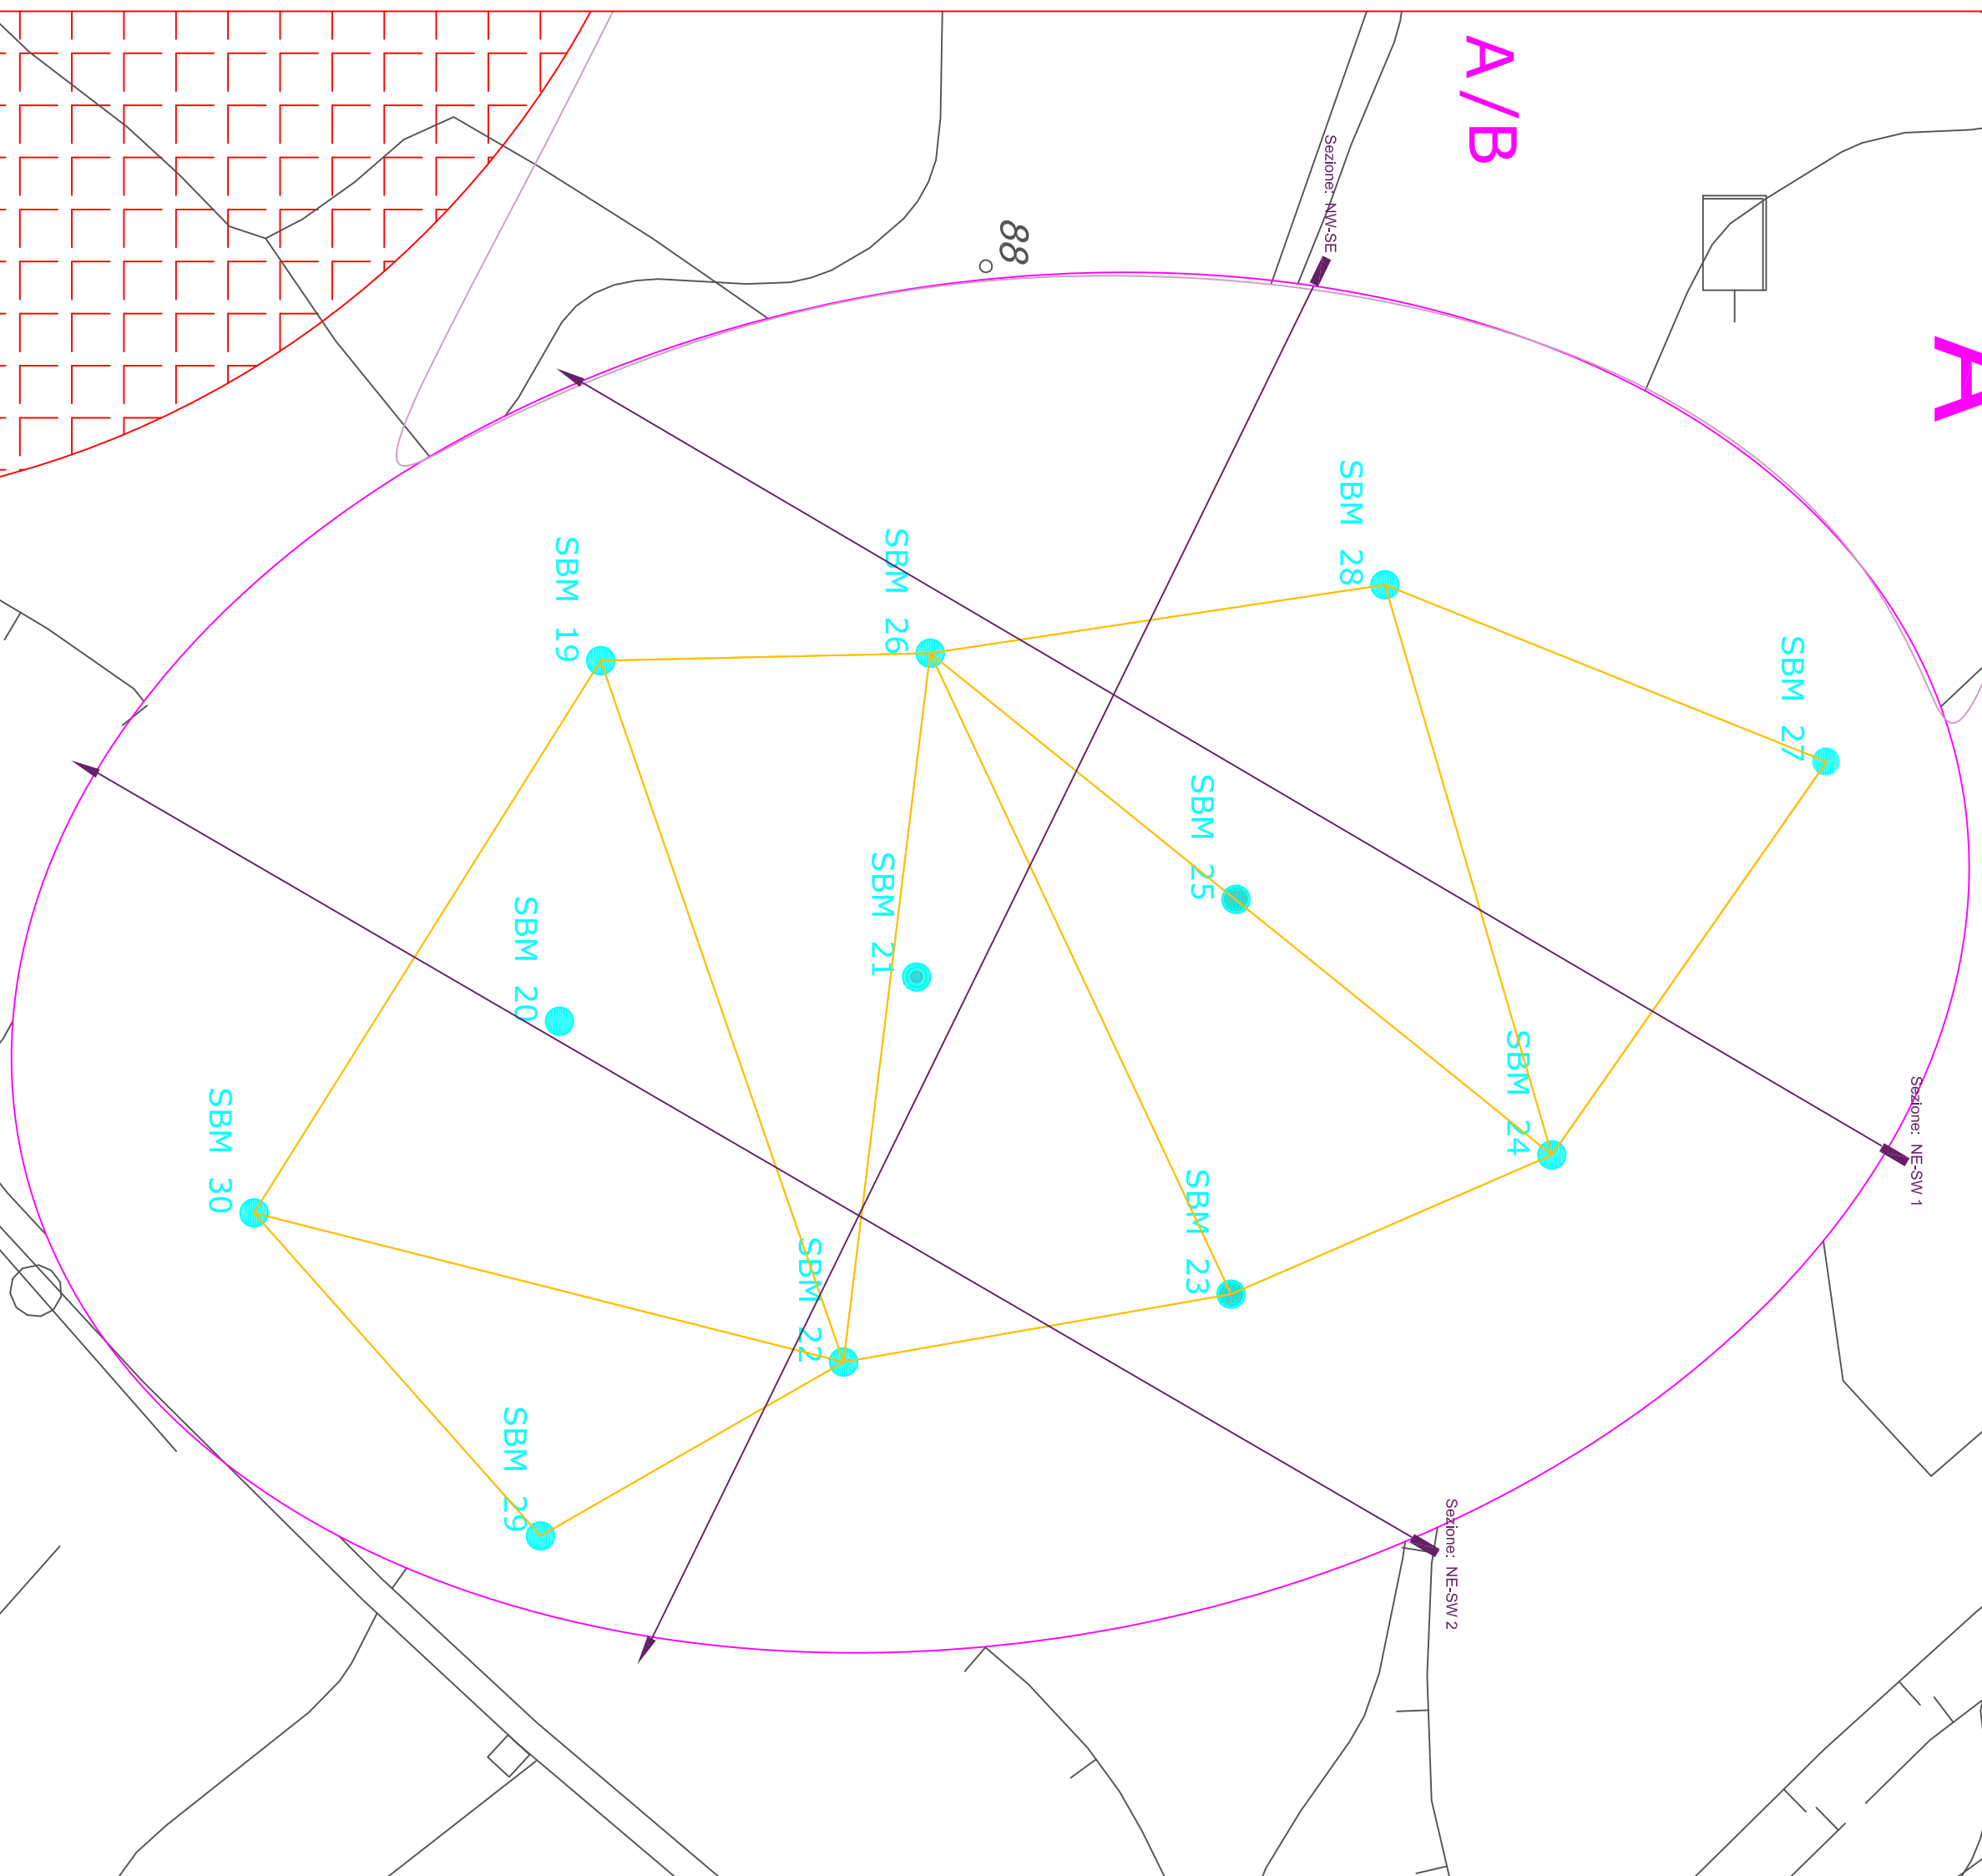 A/B
A
Sezione: NW-SE
88
SBM 28
SBM 26
SBM 19
SBM 27
SBM 25
SBM 21
SBM 20
SBM 24
SBM 30
SBM 23
SBM 22
SBM 29
Sezione: NE-SW 1
Sezione: NE-SW 2